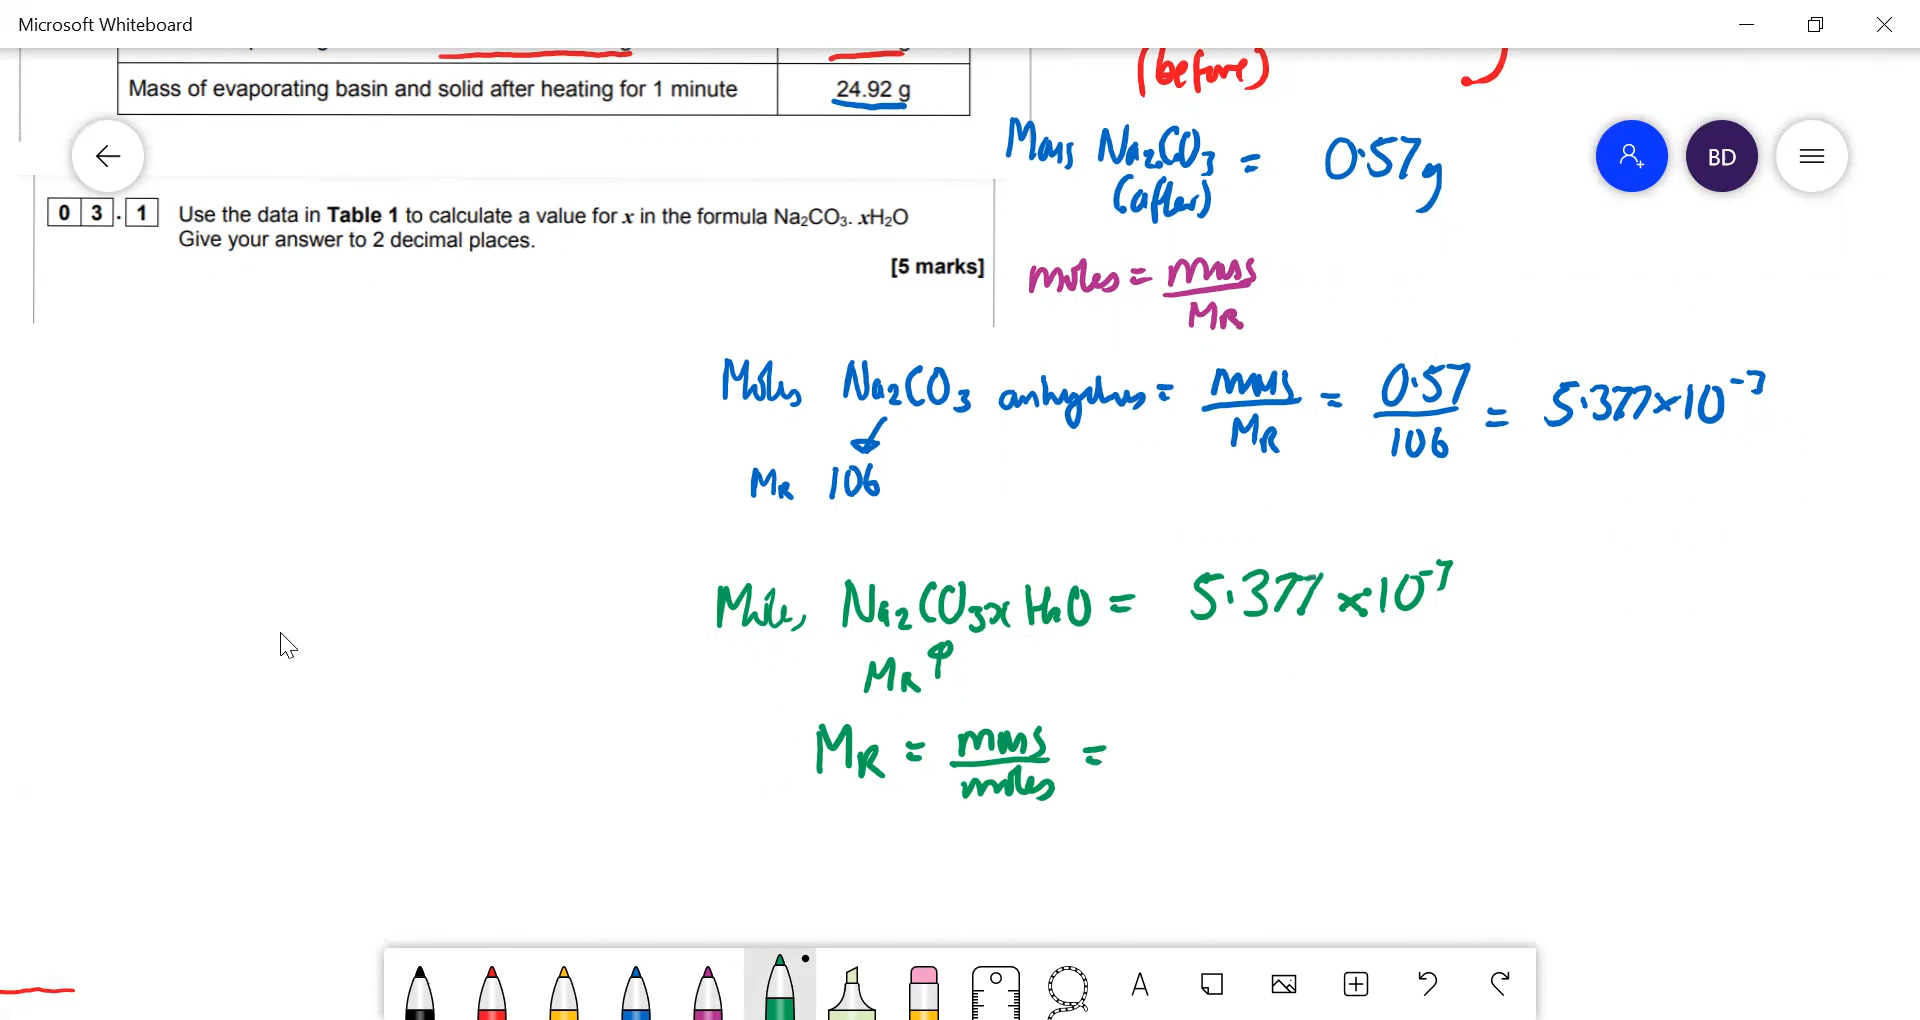 Microsoft Whiteboard
(before)
Mass of evaporating basin and solid after heating for 1 minute 24.92 g
Mass Na2CO3 = 0.57g
(after)
BD
03.1 Use the data in Table 1 to calculate a value for x in the formula Na₂CO₃. xH₂O
Give your answer to 2 decimal places.
[5 marks]
moles = mass
MR
Moles Na2CO3 anhydrous = mass / MR = 0.57 / 106 = 5.377×10⁻³
MR 106
Moles Na2CO3xH2O = 5.377×10⁻³
MR
MR = mass / moles =
A